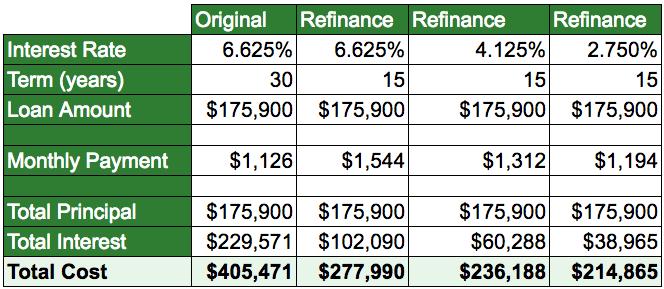 Original Refinance Refinance Refinance
Interest Rate 6.625% 6.625% 4.125% 2.750%
Term (years) 30 15 15 15
Loan Amount $175,900 $175,900 $175,900 $175,900
Monthly Payment $1,126 $1,544 $1,312 $1,194
Total Principal $175,900 $175,900 $175,900 $175,900
Total Interest $229,571 $102,090 $60,288 $38,965
Total Cost $405,471 $277,990 $236,188 $214,865